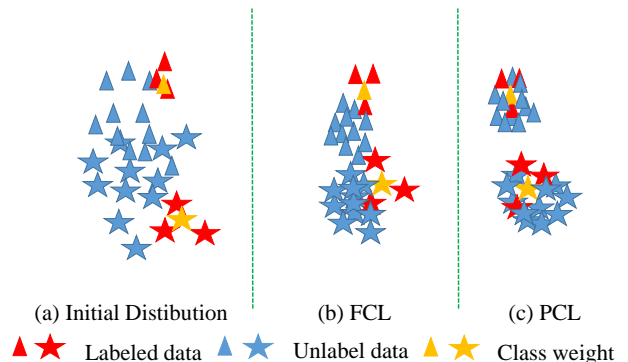 (a) Initial Distibution (b) FCL (c) PCL
Labeled data Unlabel data Class weight